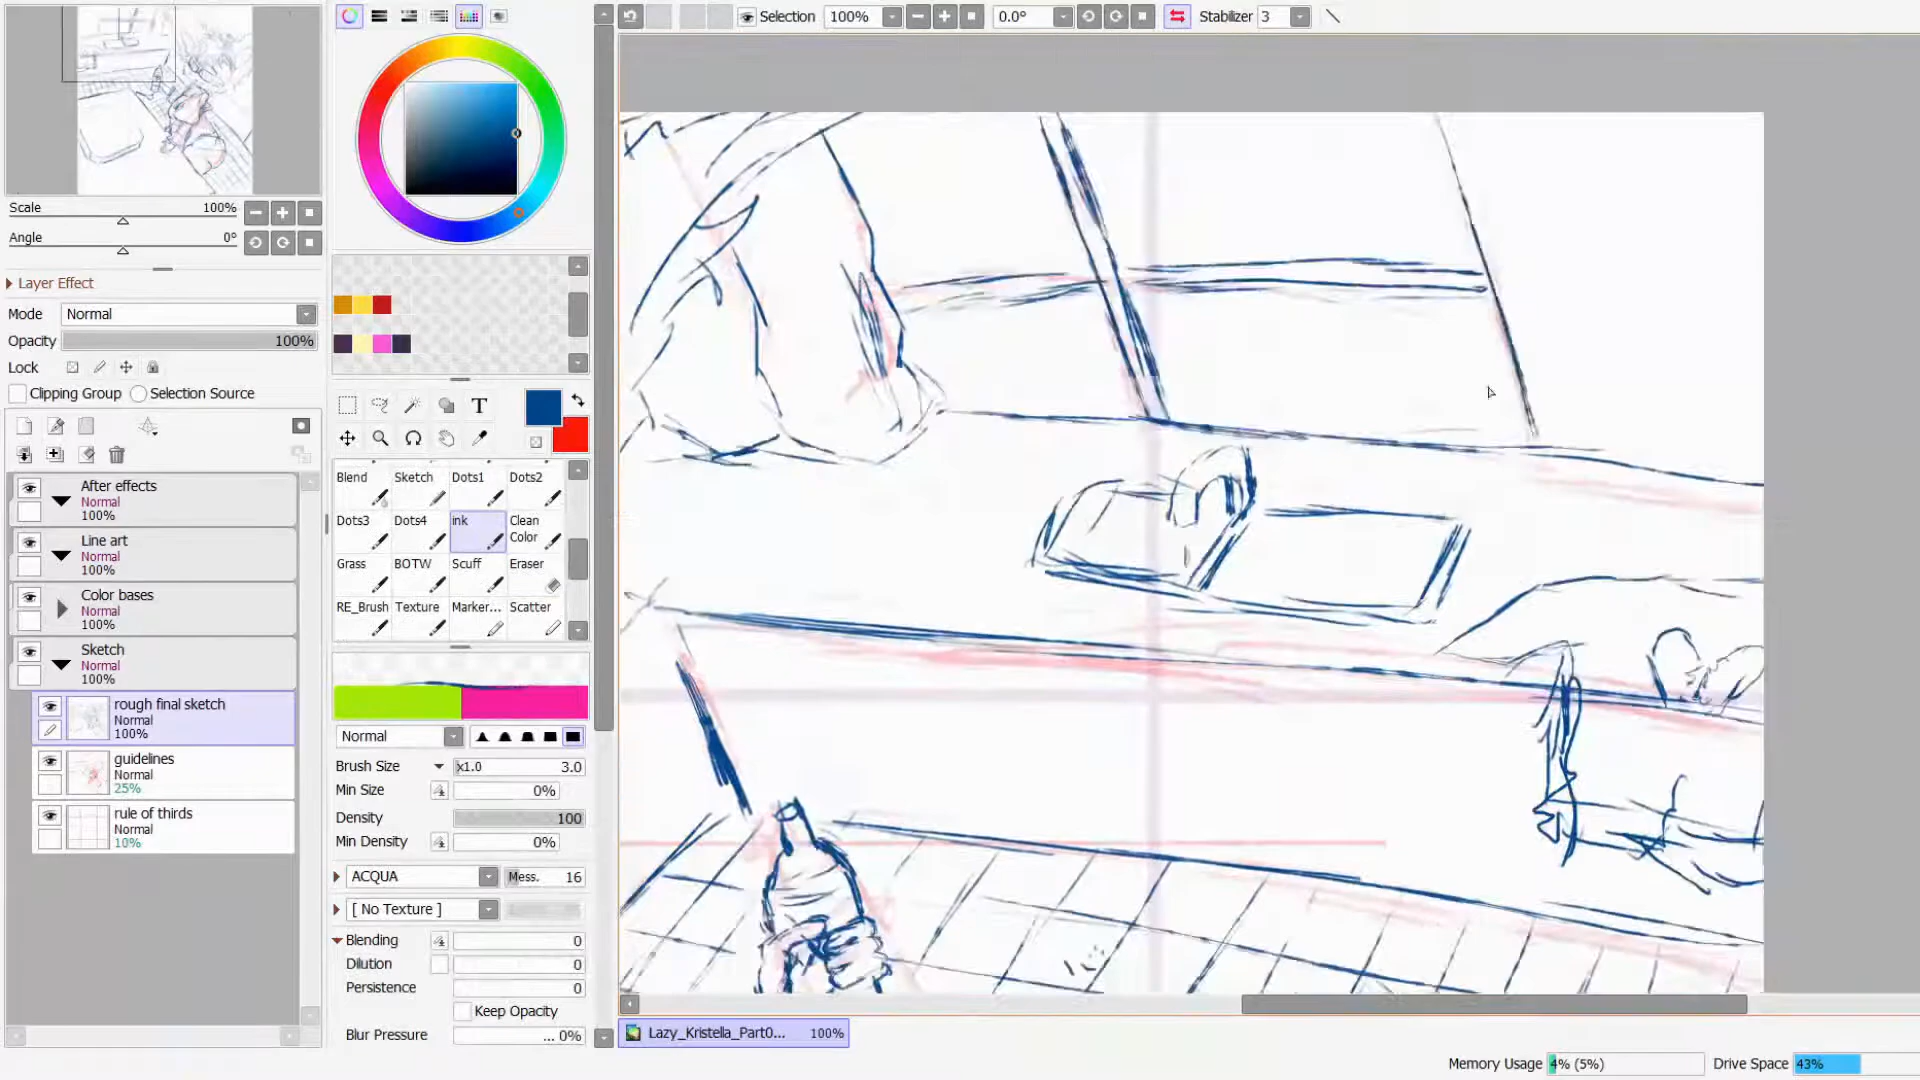 Selection 100% 0.0° Stabilizer 3
Scale 100%
Angle 0°
Layer Effect
Mode Normal
Opacity 100%
Lock
Clipping Group Selection Source
After effects
Normal
100%
Line art
Normal
100%
Color bases
Normal
100%
Sketch
Normal
100%
rough final sketch
Normal
100%
guidelines
Normal
25%
rule of thirds
Normal
10%
T
Blend Sketch Dots1 Dots2
Dots3 Dots4 ink Clean
Color
Grass BOTW Scuff Eraser
RE_Brush Texture Marker... Scatter
Normal
Brush Size x1.0 3.0
Min Size 0%
Density 100
Min Density 0%
ACQUA Mess. 16
[ No Texture ]
Blending 0
Dilution 0
Persistence 0
Keep Opacity
Blur Pressure ... 0%
Lazy_Kristella_Part0... 100%
Memory Usage 4% (5%) Drive Space 43%